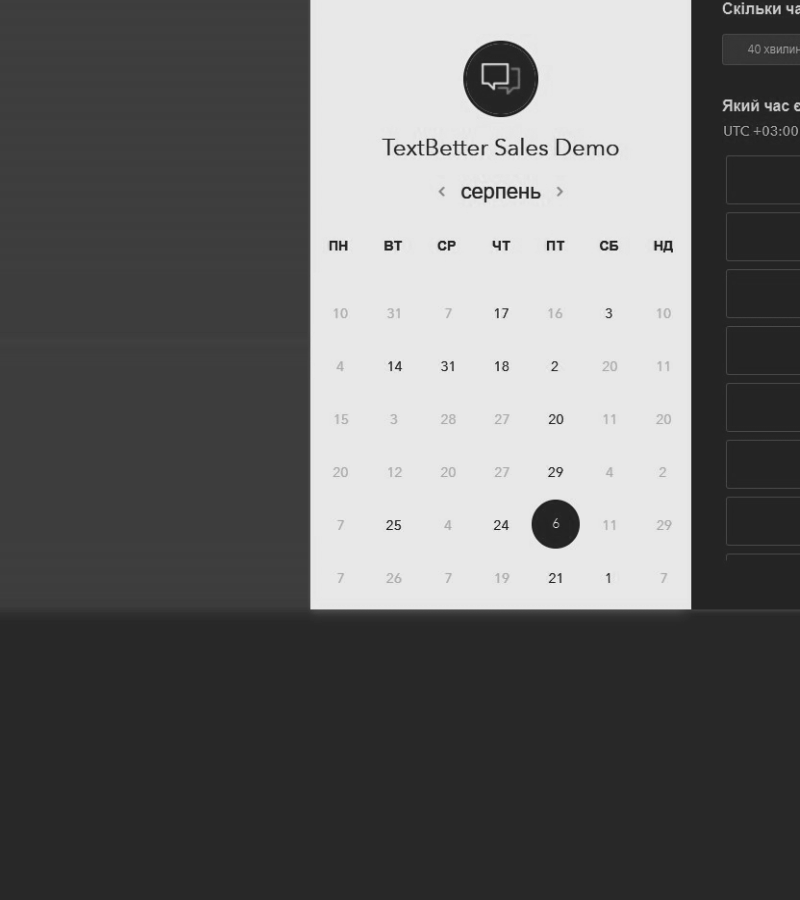 Скільки ча
40 хвилин
TextBetter Sales Demo
Який час є
UTC +03:00
‹ серпень ›
ПН ВТ СР ЧТ ПТ СБ НД
10 31 7 17 16 3 10
4 14 31 18 2 20 11
15 3 28 27 20 11 20
20 12 20 27 29 4 2
7 25 4 24 6 11 29
7 26 7 19 21 1 7